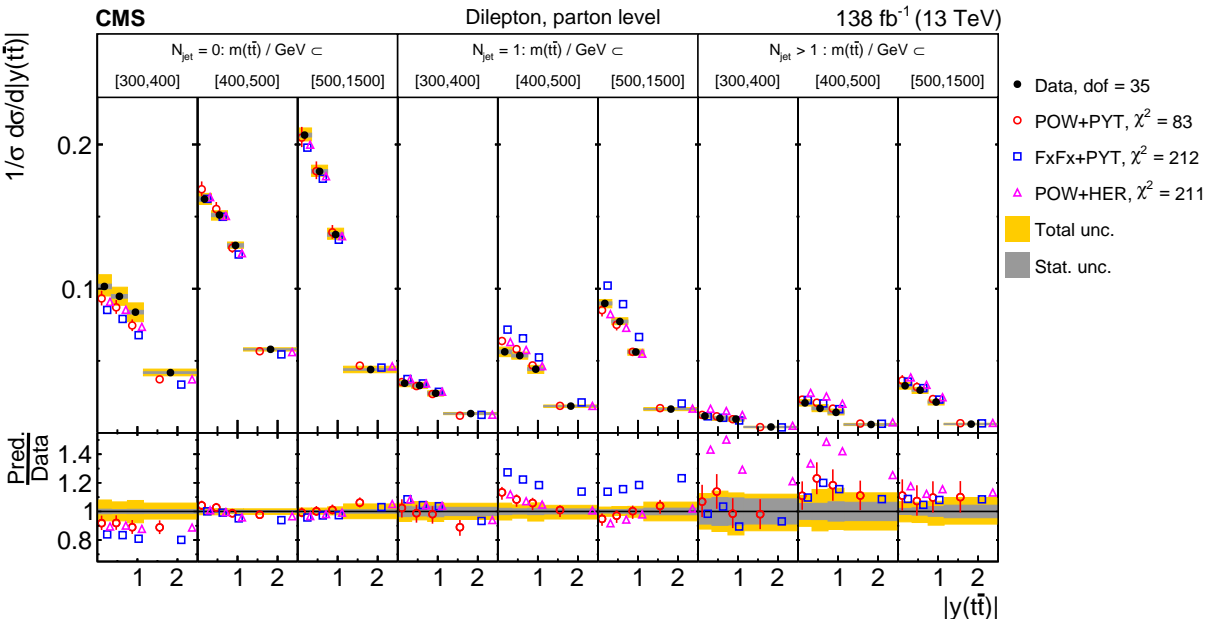 CMS Dilepton, parton level 138 fb⁻¹ (13 TeV)
N_jet = 0: m(tt̄) / GeV ⊂ N_jet = 1: m(tt̄) / GeV ⊂ N_jet > 1 : m(tt̄) / GeV ⊂
[300,400] [400,500] [500,1500] [300,400] [400,500] [500,1500] [300,400] [400,500] [500,1500]
1/σ dσ/d|y(tt̄)|
0.2
0.1
Data, dof = 35
POW+PYT, χ² = 83
FxFx+PYT, χ² = 212
POW+HER, χ² = 211
Total unc.
Stat. unc.
Pred
Data
1.4
1.2
1
0.8
1 2 1 2 1 2 1 2 1 2 1 2 1 2 1 2 1 2
|y(tt̄)|